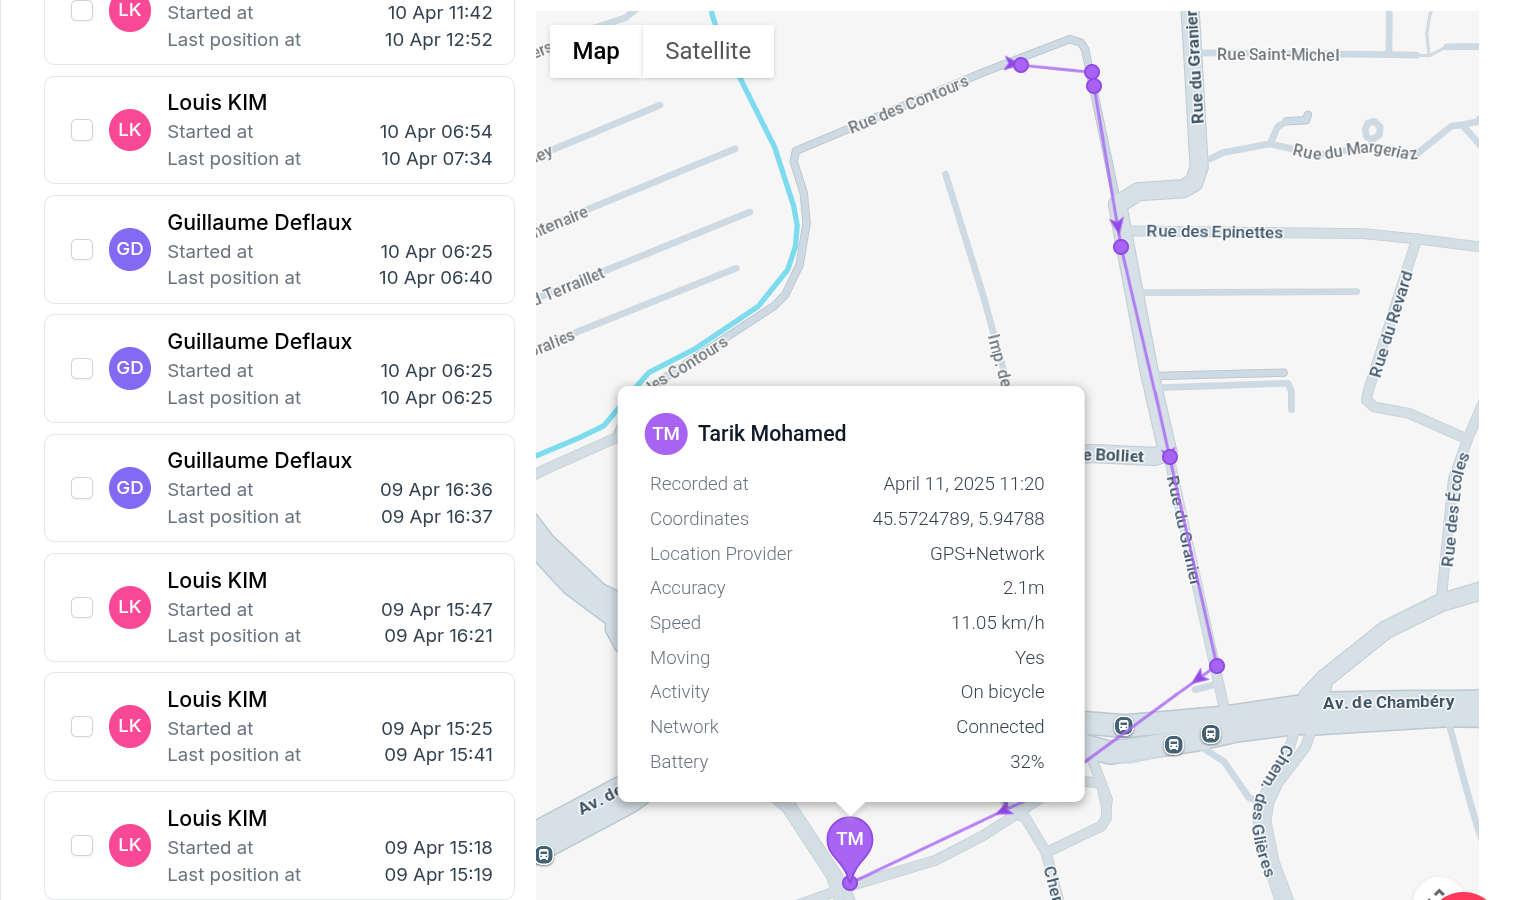 LK
Started at 10 Apr 11:42
Last position at 10 Apr 12:52
Louis KIM
LK
Started at 10 Apr 06:54
Last position at 10 Apr 07:34
Guillaume Deflaux
GD
Started at 10 Apr 06:25
Last position at 10 Apr 06:40
Guillaume Deflaux
GD
Started at 10 Apr 06:25
Last position at 10 Apr 06:25
Guillaume Deflaux
GD
Started at 09 Apr 16:36
Last position at 09 Apr 16:37
Louis KIM
LK
Started at 09 Apr 15:47
Last position at 09 Apr 16:21
Louis KIM
LK
Started at 09 Apr 15:25
Last position at 09 Apr 15:41
Louis KIM
LK
Started at 09 Apr 15:18
Last position at 09 Apr 15:19
Map Satellite
Rue des Contours
Rue du Granier
Rue Saint-Michel
Rue du Margeriaz
Rue des Epinettes
Rue du Revard
Terraillet
des Contours
Imp. de
Bolliet
Rue du Granier
Rue des Écoles
TM Tarik Mohamed
Recorded at April 11, 2025 11:20
Coordinates 45.5724789, 5.94788
Location Provider GPS+Network
Accuracy 2.1m
Speed 11.05 km/h
Moving Yes
Activity On bicycle
Network Connected
Battery 32%
Av. de Chambéry
Chem. des Glières
Av. de
TM
Chem